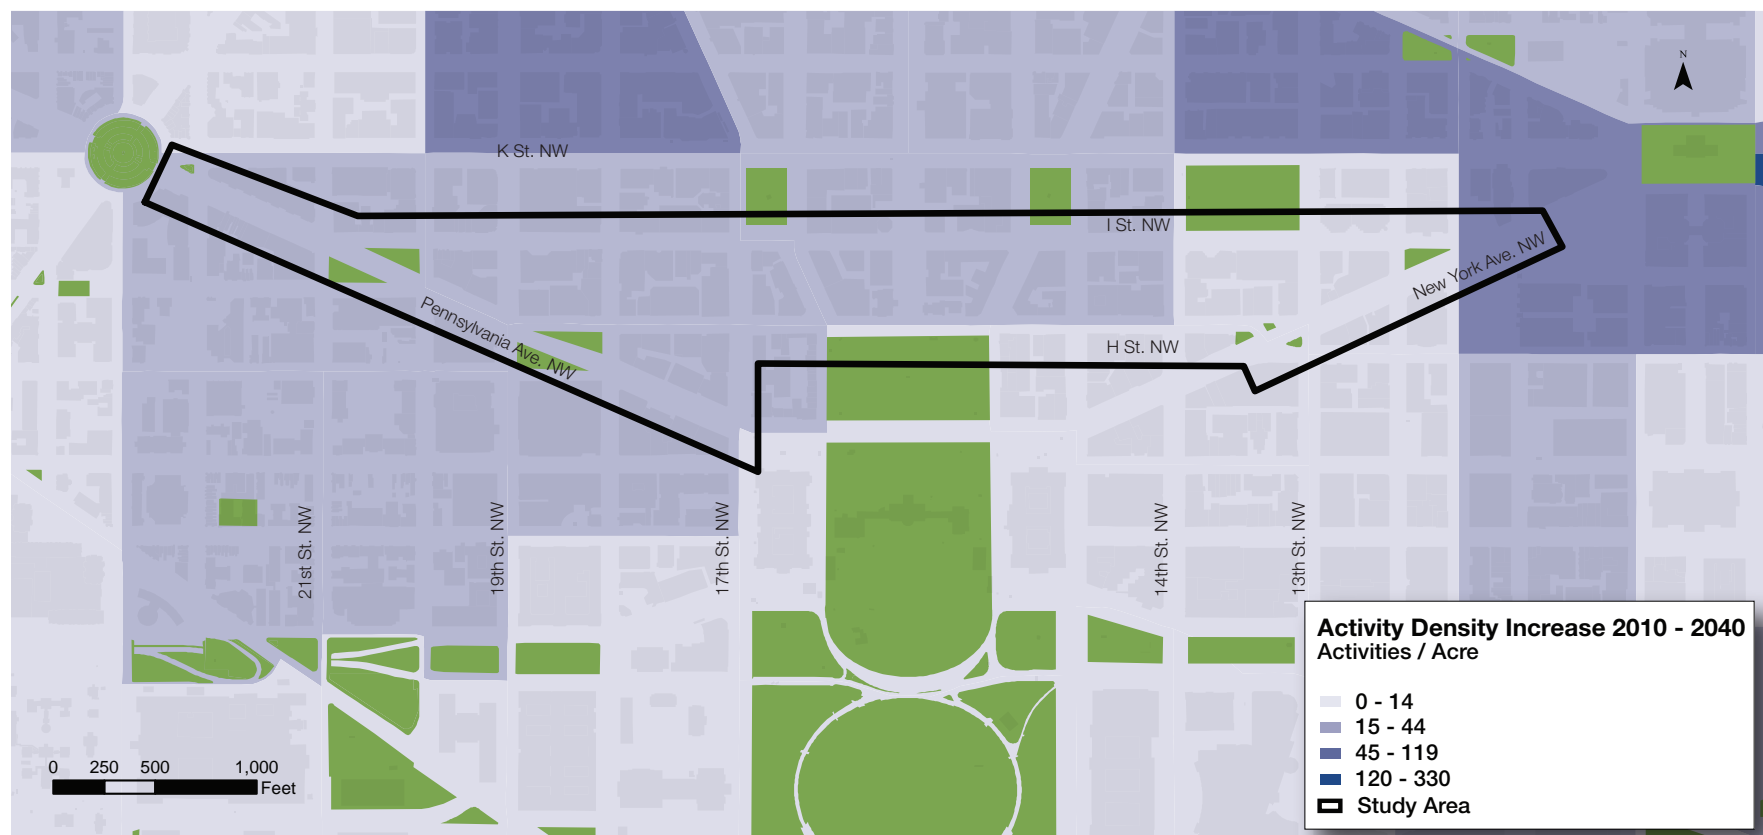 N
K St. NW
I St. NW
New York Ave. NW
Pennsylvania Ave. NW
H St. NW
21st St. NW
19th St. NW
17th St. NW
14th St. NW
13th St. NW
0 250 500 1,000
Feet
Activity Density Increase 2010 - 2040
Activities / Acre
0 - 14
15 - 44
45 - 119
120 - 330
Study Area